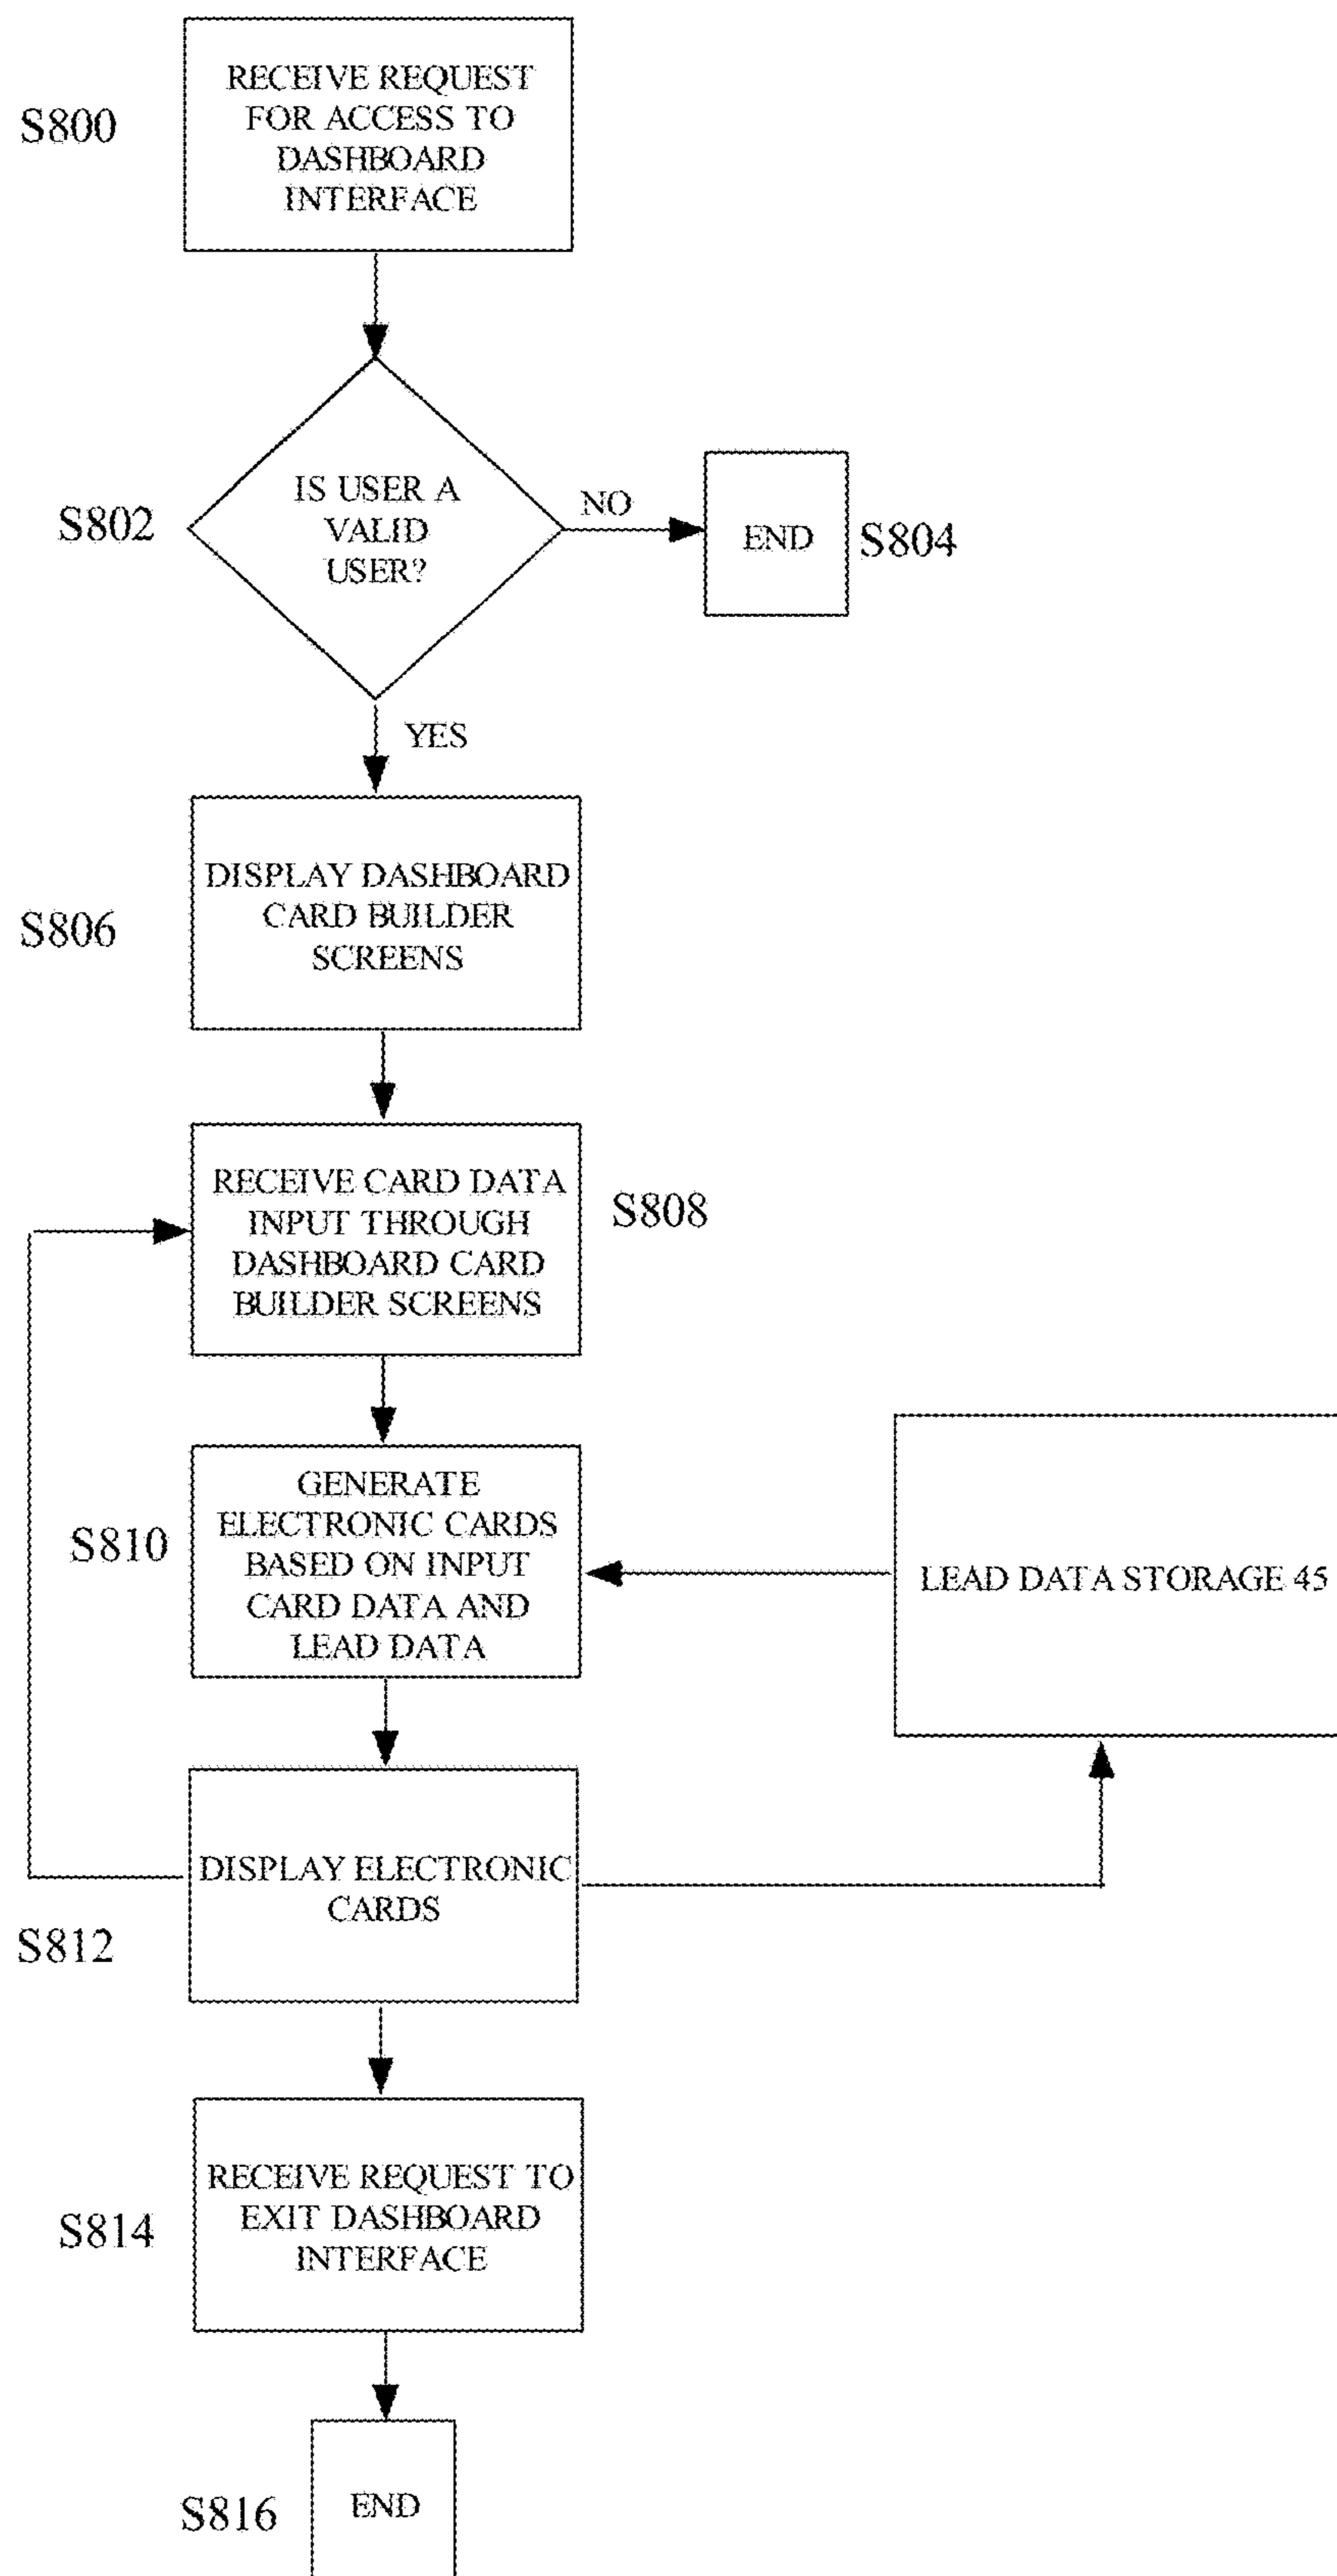 S800
RECEIVE REQUEST
FOR ACCESS TO
DASHBOARD
INTERFACE
S802
IS USER A
VALID
USER?
NO
END
S804
YES
S806
DISPLAY DASHBOARD
CARD BUILDER
SCREENS
RECEIVE CARD DATA
INPUT THROUGH
DASHBOARD CARD
BUILDER SCREENS
S808
S810
GENERATE
ELECTRONIC CARDS
BASED ON INPUT
CARD DATA AND
LEAD DATA
LEAD DATA STORAGE 45
DISPLAY ELECTRONIC
CARDS
S812
S814
RECEIVE REQUEST TO
EXIT DASHBOARD
INTERFACE
S816
END